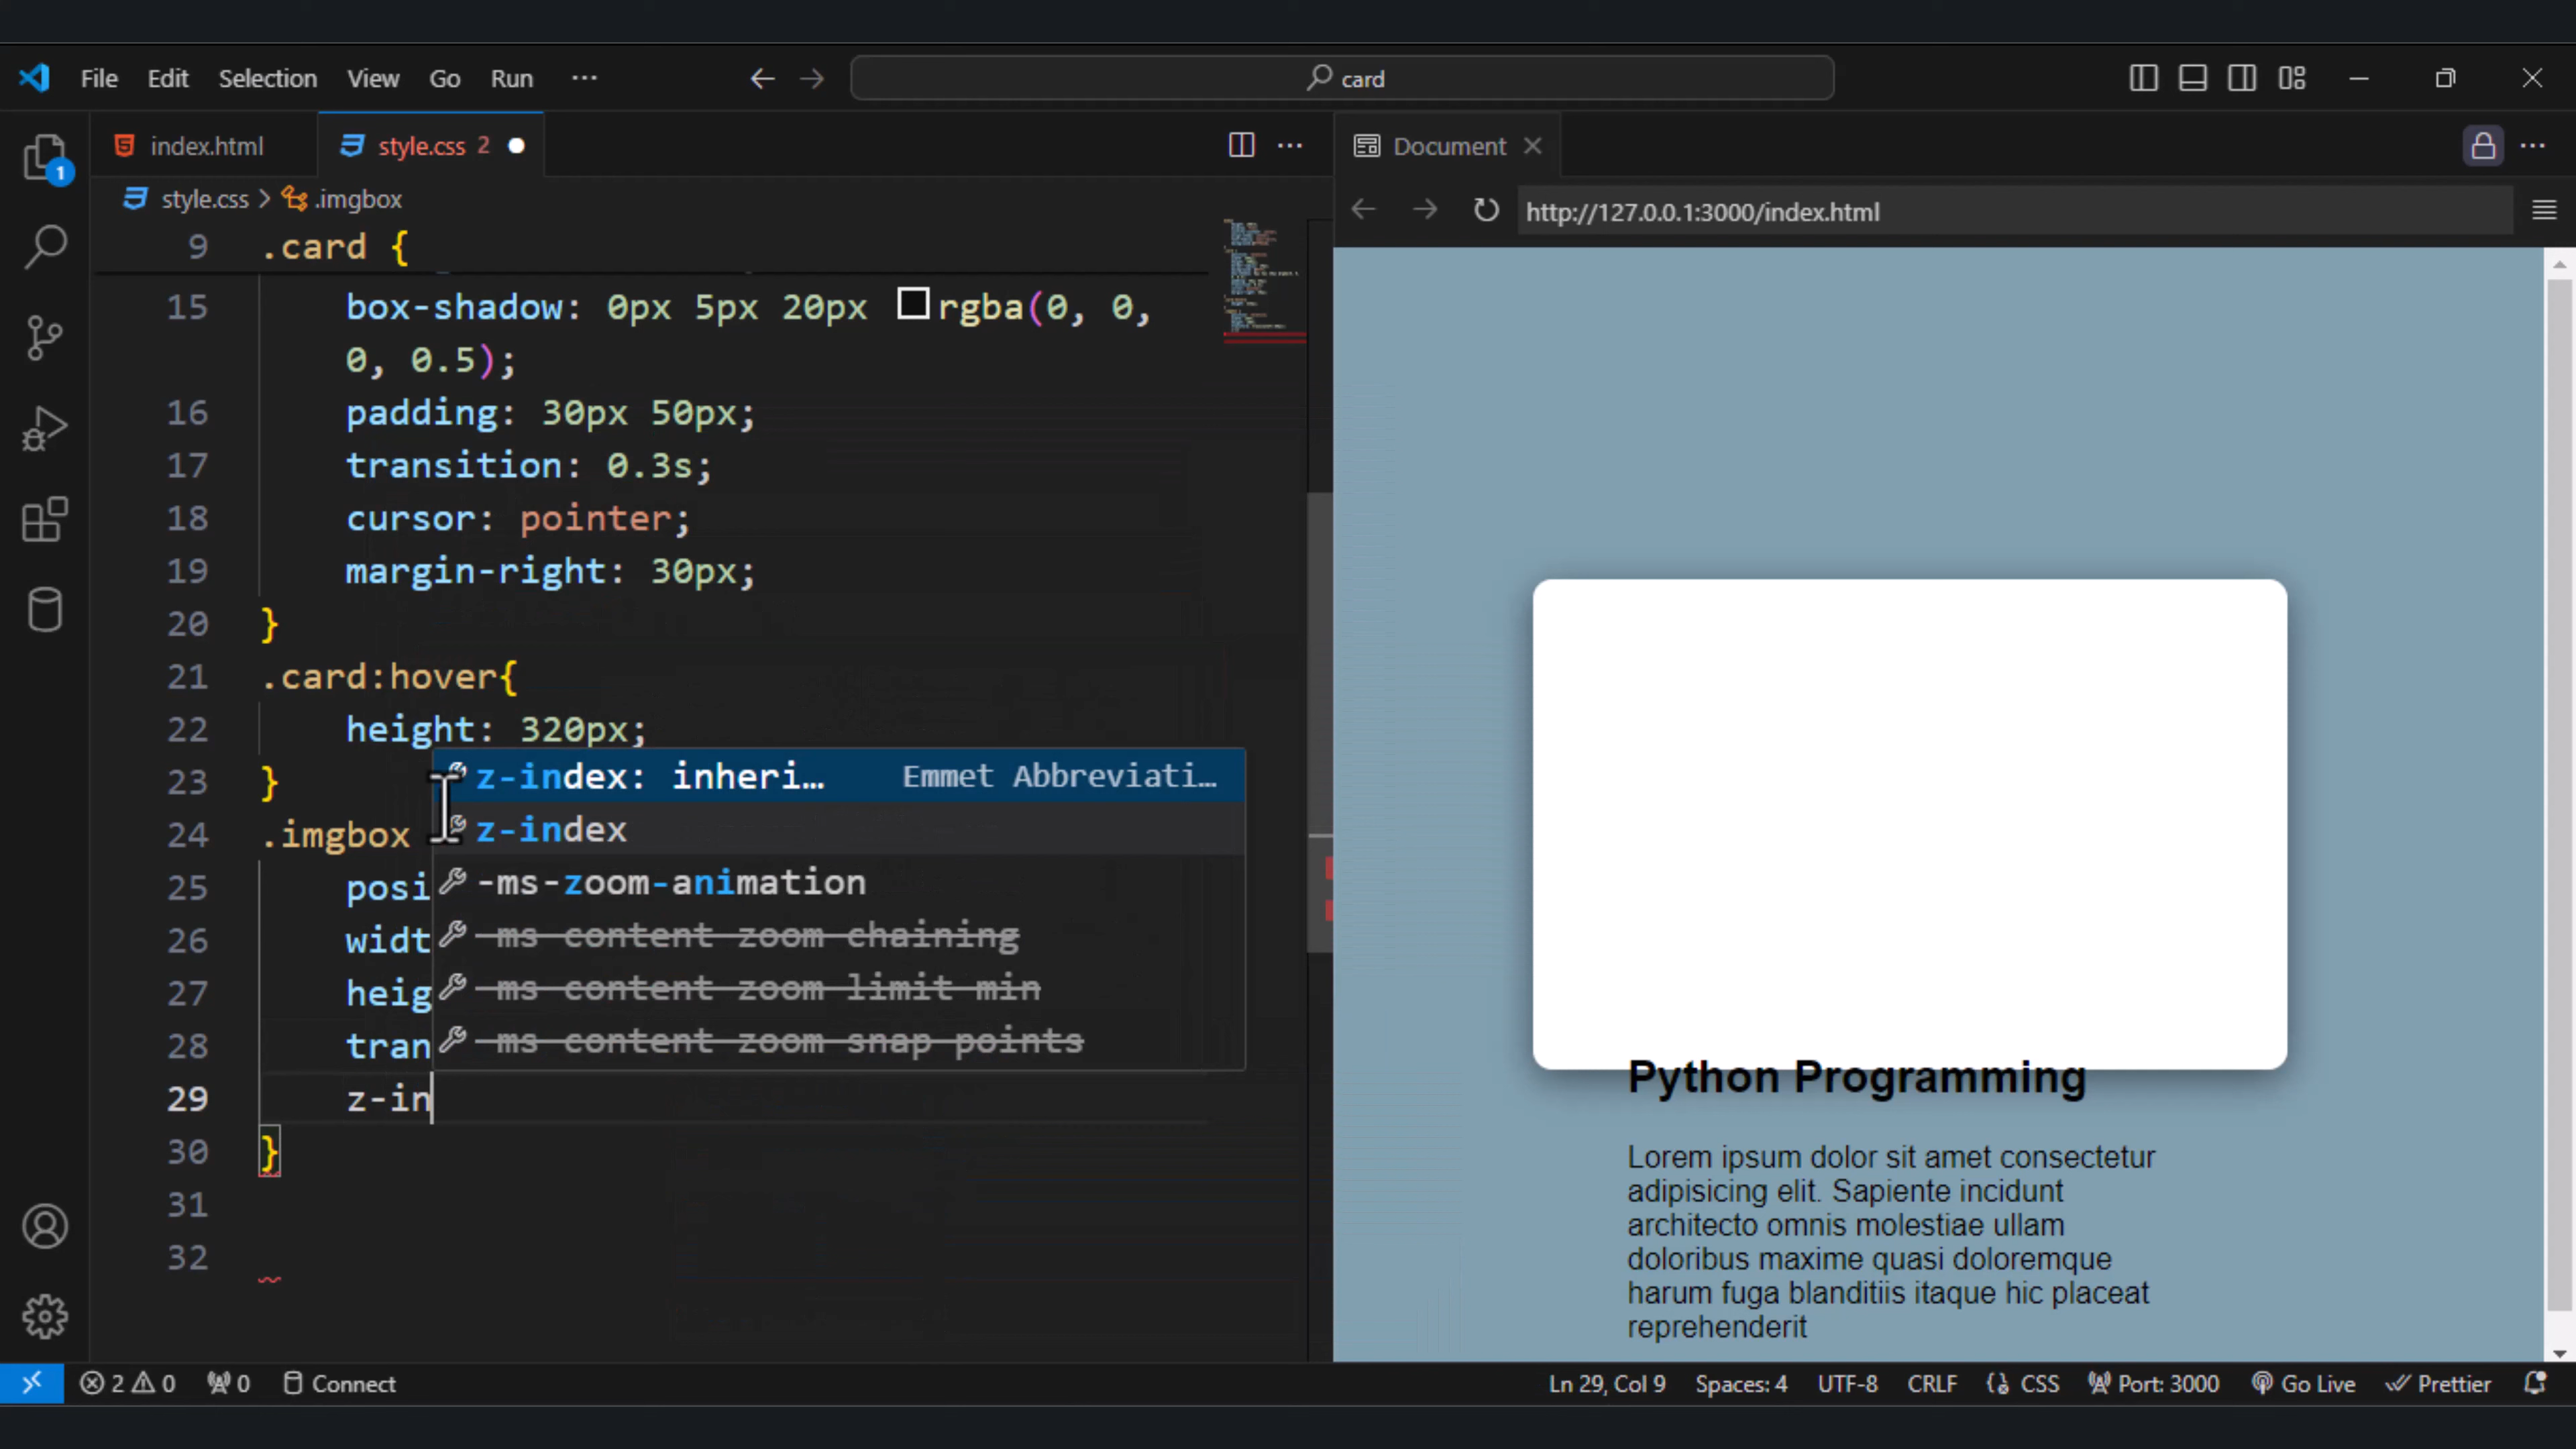 File Edit Selection View Go Run ···
card
index.html
style.css 2
Document
style.css > .imgbox
http://127.0.0.1:3000/index.html
1
9 .card {
15 box-shadow: 0px 5px 20px rgba(0, 0,
0, 0.5);
16 padding: 30px 50px;
17 transition: 0.3s;
18 cursor: pointer;
19 margin-right: 30px;
20 }
21 .card:hover{
22 height: 320px;
23 }
z-index: inheri… Emmet Abbreviati…
24 .imgbox
z-index
25 posi
-ms-zoom-animation
26 widt
-ms-content-zoom-chaining
27 heig
-ms-content-zoom-limit-min
28 tran
-ms-content-zoom-snap-points
29 z-in
30 }
31
32
Python Programming
Lorem ipsum dolor sit amet consectetur
adipisicing elit. Sapiente incidunt
architecto omnis molestiae ullam
doloribus maxime quasi doloremque
harum fuga blanditiis itaque hic placeat
reprehenderit
2 0 0 Connect Ln 29, Col 9 Spaces: 4 UTF-8 CRLF CSS Port: 3000 Go Live Prettier